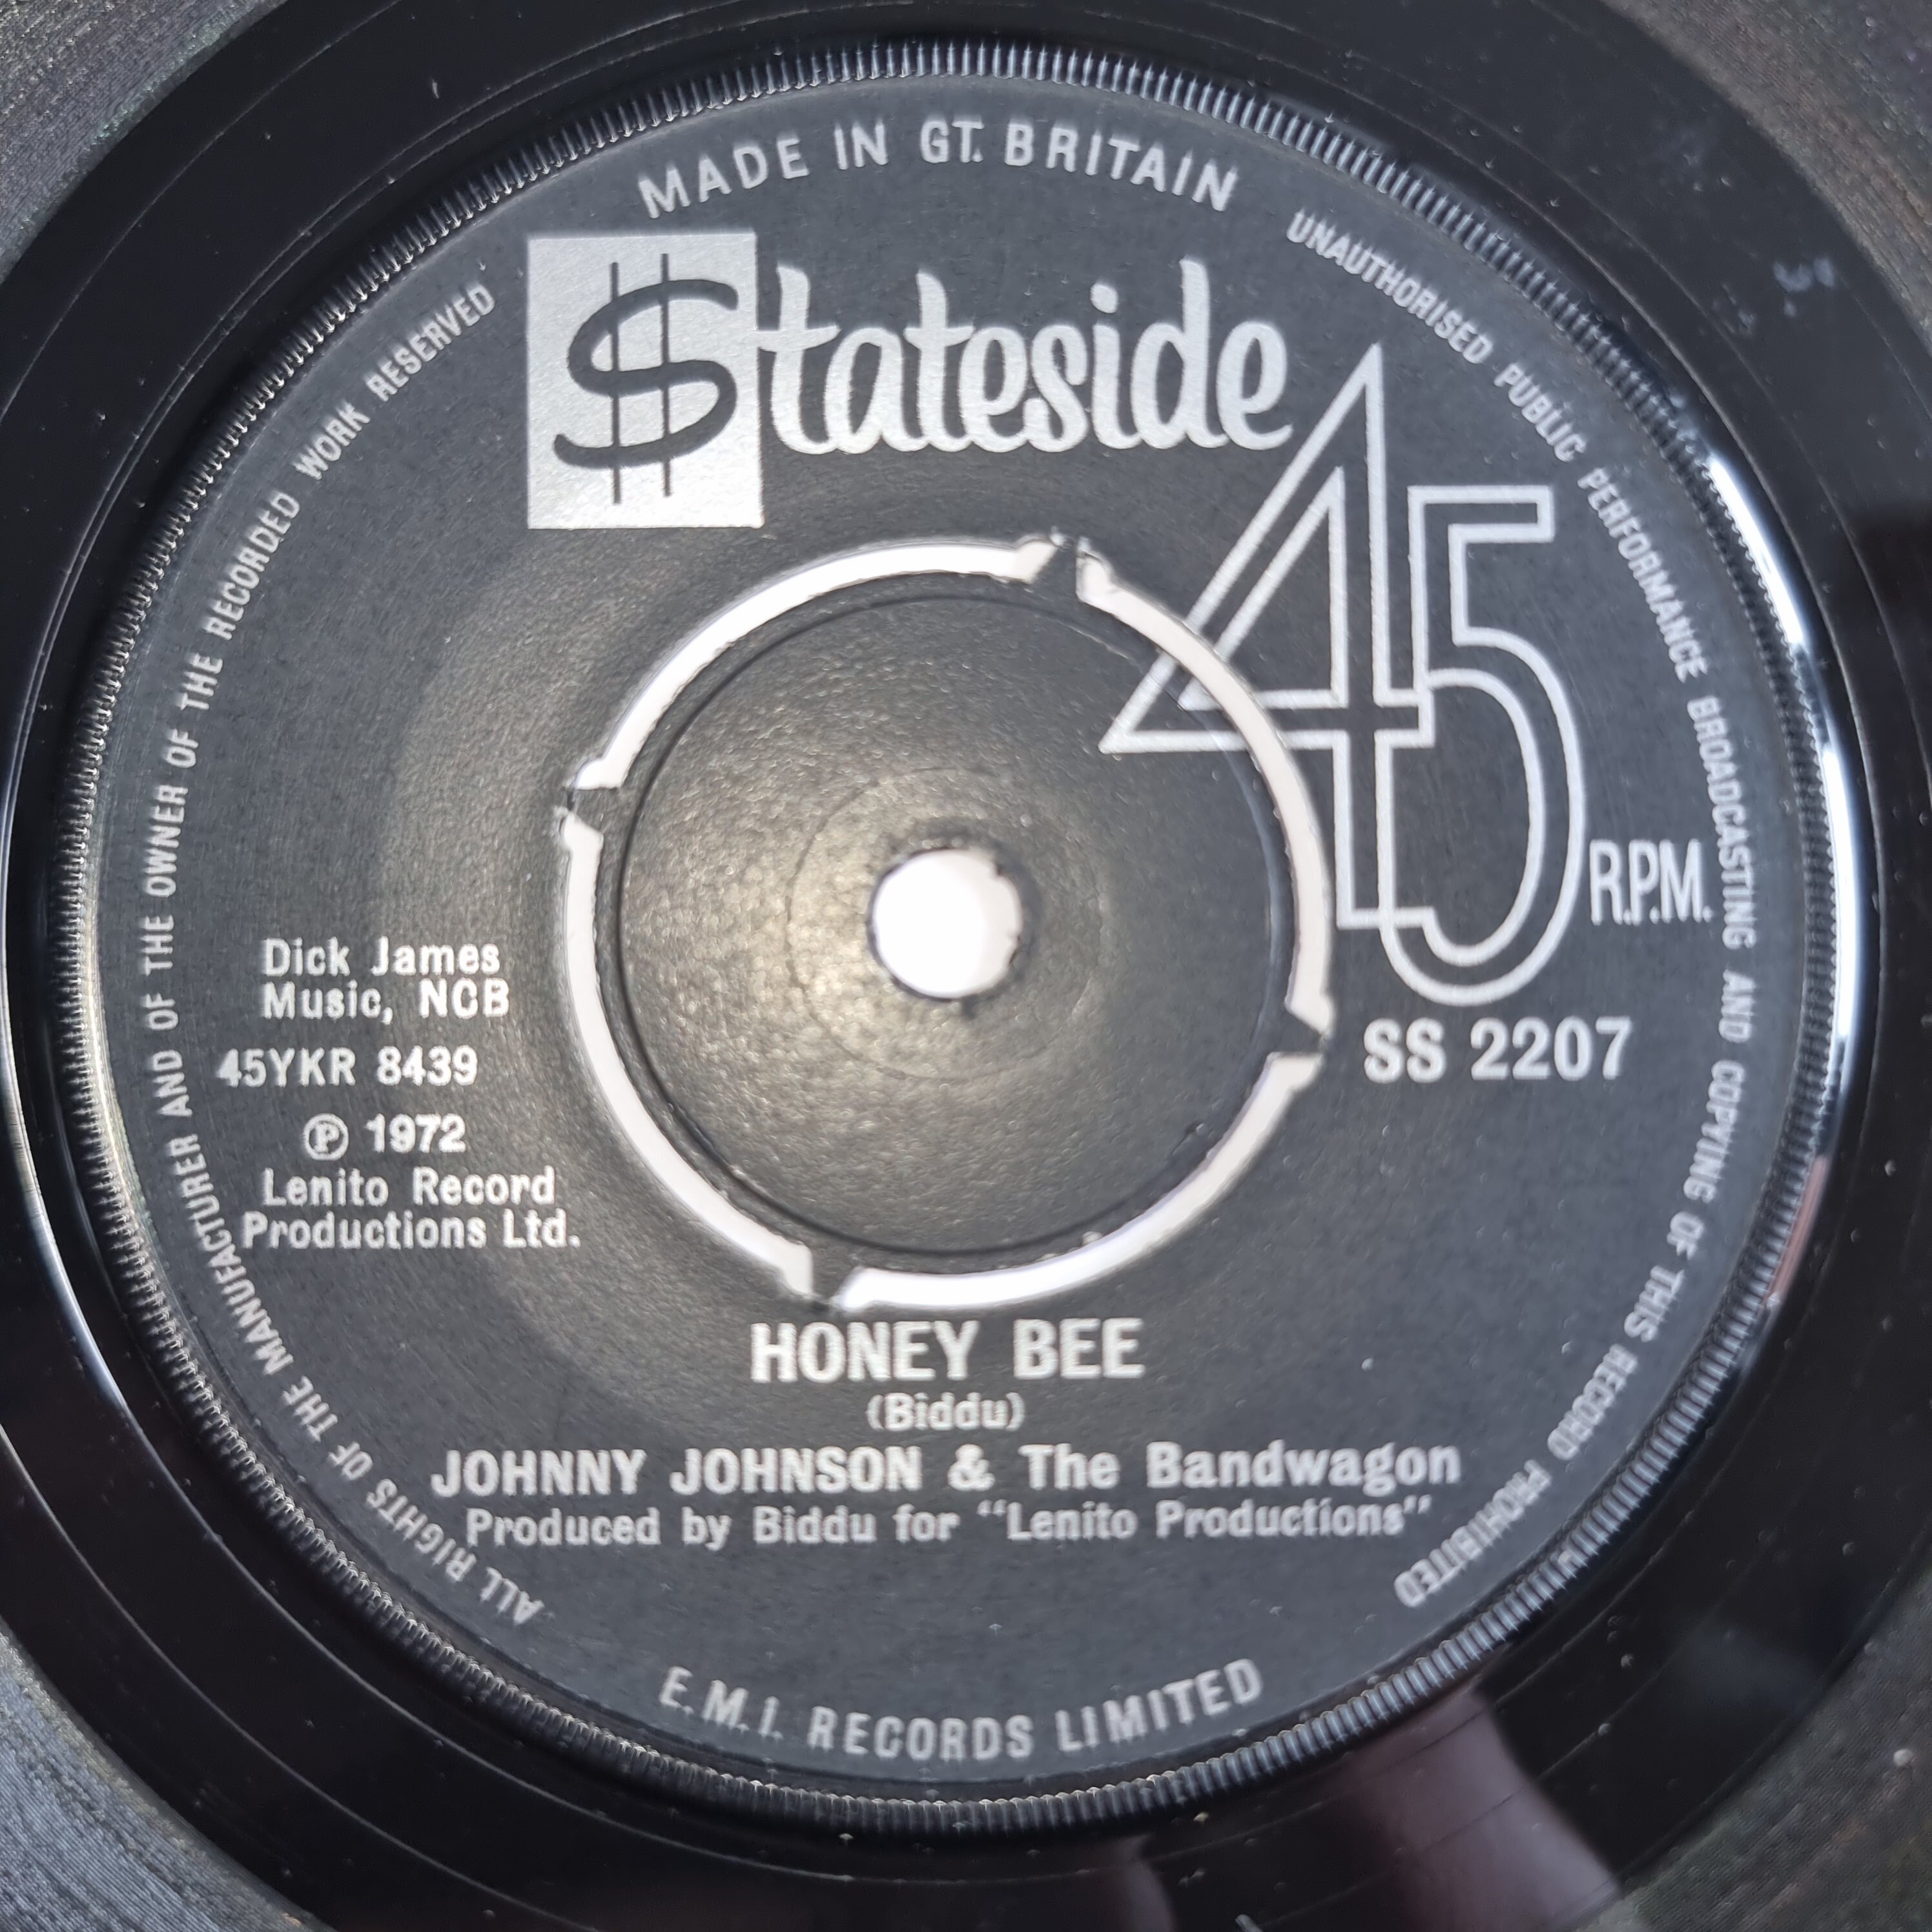 MADE IN GT. BRITAIN
UNAUTHORISED PUBLIC PERFORMANCE BROADCASTING AND COPYING OF THIS RECORD PROHIBITED
ALL RIGHTS OF THE MANUFACTURER AND OF THE OWNER OF THE RECORDED WORK RESERVED
$tateside
45
R.P.M.
Dick James
Music, NCB
45YKR 8439
℗ 1972
Lenito Record
Productions Ltd.
SS 2207
HONEY BEE
(Biddu)
JOHNNY JOHNSON & The Bandwagon
Produced by Biddu for "Lenito Productions"
E.M.I. RECORDS LIMITED